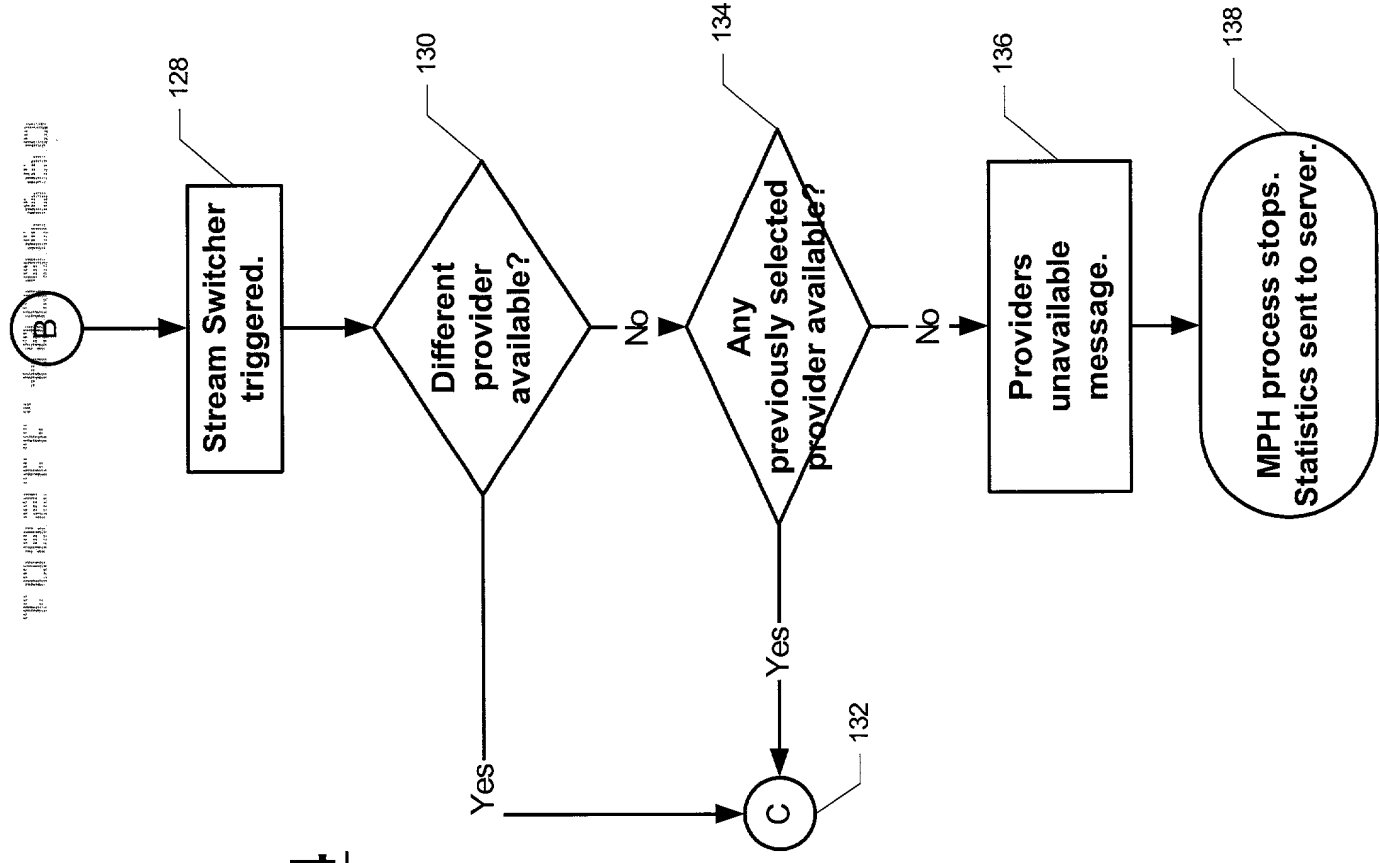 B
128
Stream Switcher
triggered.
130
Different
provider
available?
Yes
No
134
Any
previously selected
provider available?
Yes
C
132
No
136
Providers
unavailable
message.
138
MPH process stops.
Statistics sent to server.